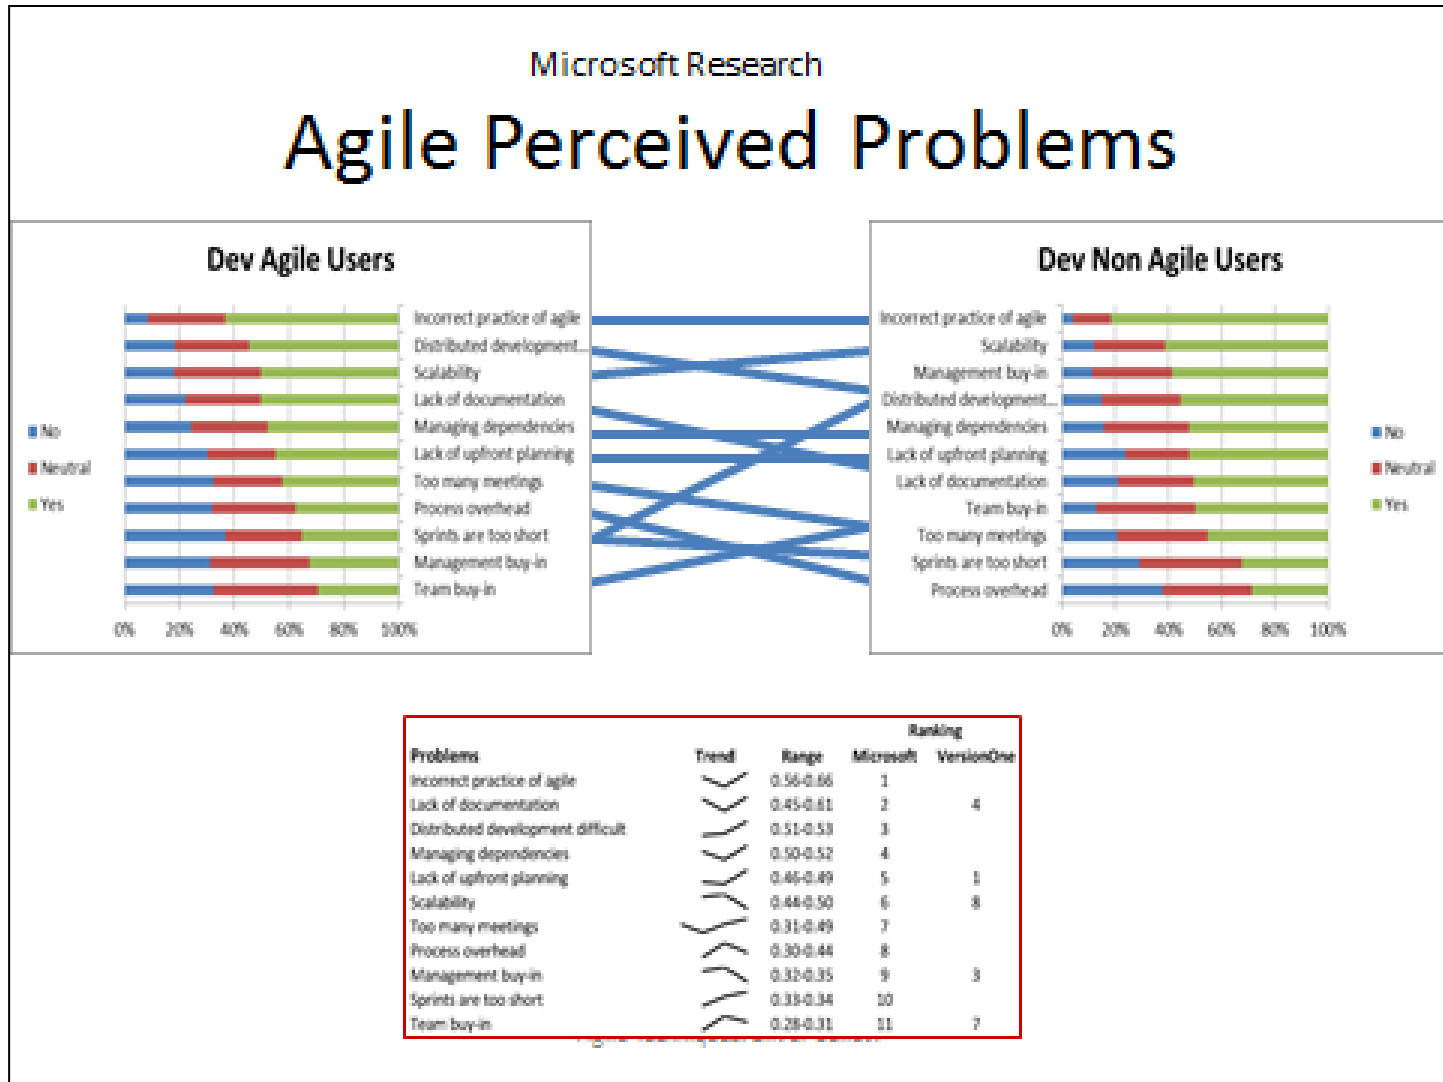 Microsoft Research
Agile Perceived Problems
Dev Agile Users
Incorrect practice of agile
Distributed development...
Scalability
Lack of documentation
Managing dependencies
Lack of upfront planning
Too many meetings
Process overhead
Sprints are too short
Management buy-in
Team buy-in
No
Neutral
Yes
0% 20% 40% 60% 80% 100%
Dev Non Agile Users
Incorrect practice of agile
Scalability
Management buy-in
Distributed development...
Managing dependencies
Lack of upfront planning
Lack of documentation
Team buy-in
Too many meetings
Sprints are too short
Process overhead
No
Neutral
Yes
0% 20% 40% 60% 80% 100%
Ranking
Problems Trend Range Microsoft VersionOne
Incorrect practice of agile 0.56-0.66 1
Lack of documentation 0.45-0.61 2 4
Distributed development difficult 0.51-0.53 3
Managing dependencies 0.50-0.52 4
Lack of upfront planning 0.46-0.49 5 1
Scalability 0.44-0.50 6 8
Too many meetings 0.31-0.49 7
Process overhead 0.30-0.44 8
Management buy-in 0.32-0.35 9 3
Sprints are too short 0.33-0.34 10
Team buy-in 0.28-0.31 11 7